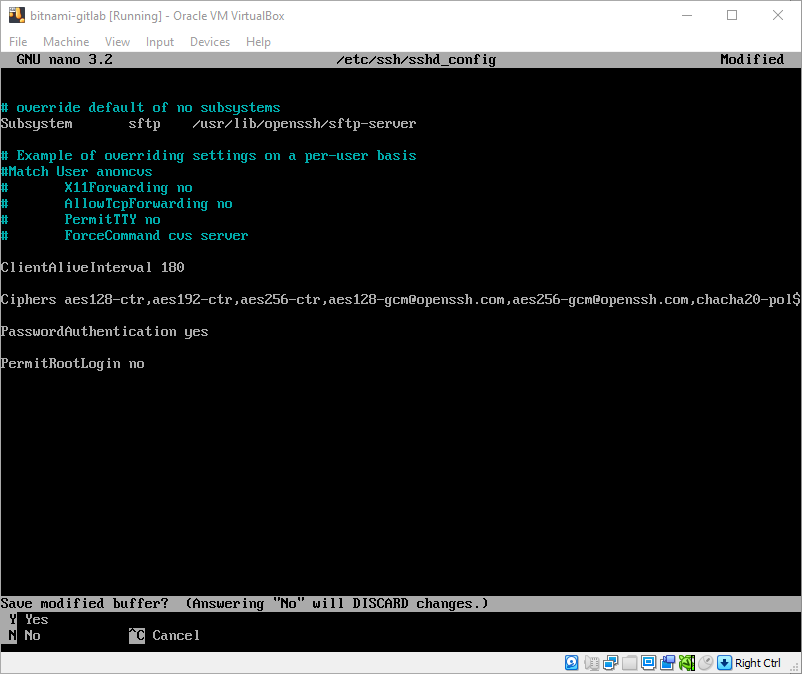 bitnami-gitlab [Running] - Oracle VM VirtualBox
File Machine View Input Devices Help
GNU nano 3.2 /etc/ssh/sshd_config Modified
# override default of no subsystems
Subsystem sftp /usr/lib/openssh/sftp-server
# Example of overriding settings on a per-user basis
#Match User anoncvs
# X11Forwarding no
# AllowTcpForwarding no
# PermitTTY no
# ForceCommand cvs server
ClientAliveInterval 180
Ciphers aes128-ctr,aes192-ctr,aes256-ctr,aes128-gcm@openssh.com,aes256-gcm@openssh.com,chacha20-pol$
PasswordAuthentication yes
PermitRootLogin no
Save modified buffer? (Answering "No" will DISCARD changes.)
Y Yes
N No ^C Cancel
Right Ctrl